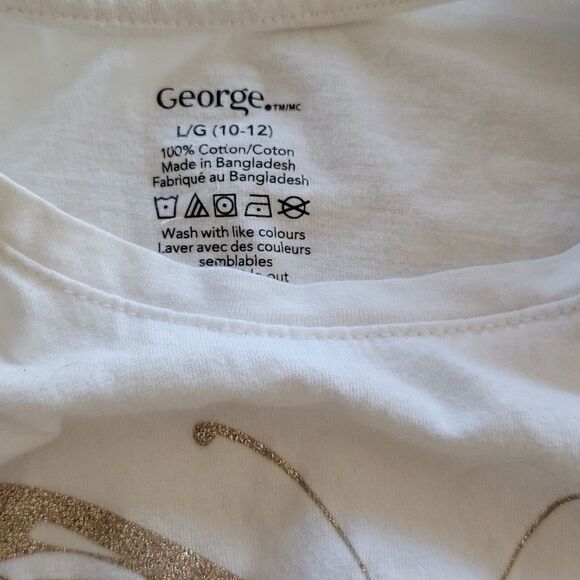 George. TM/MC
L/G (10-12)
100% Cotton/Coton
Made in Bangladesh
Fabriqué au Bangladesh
Wash with like colours
Laver avec des couleurs
semblables
out